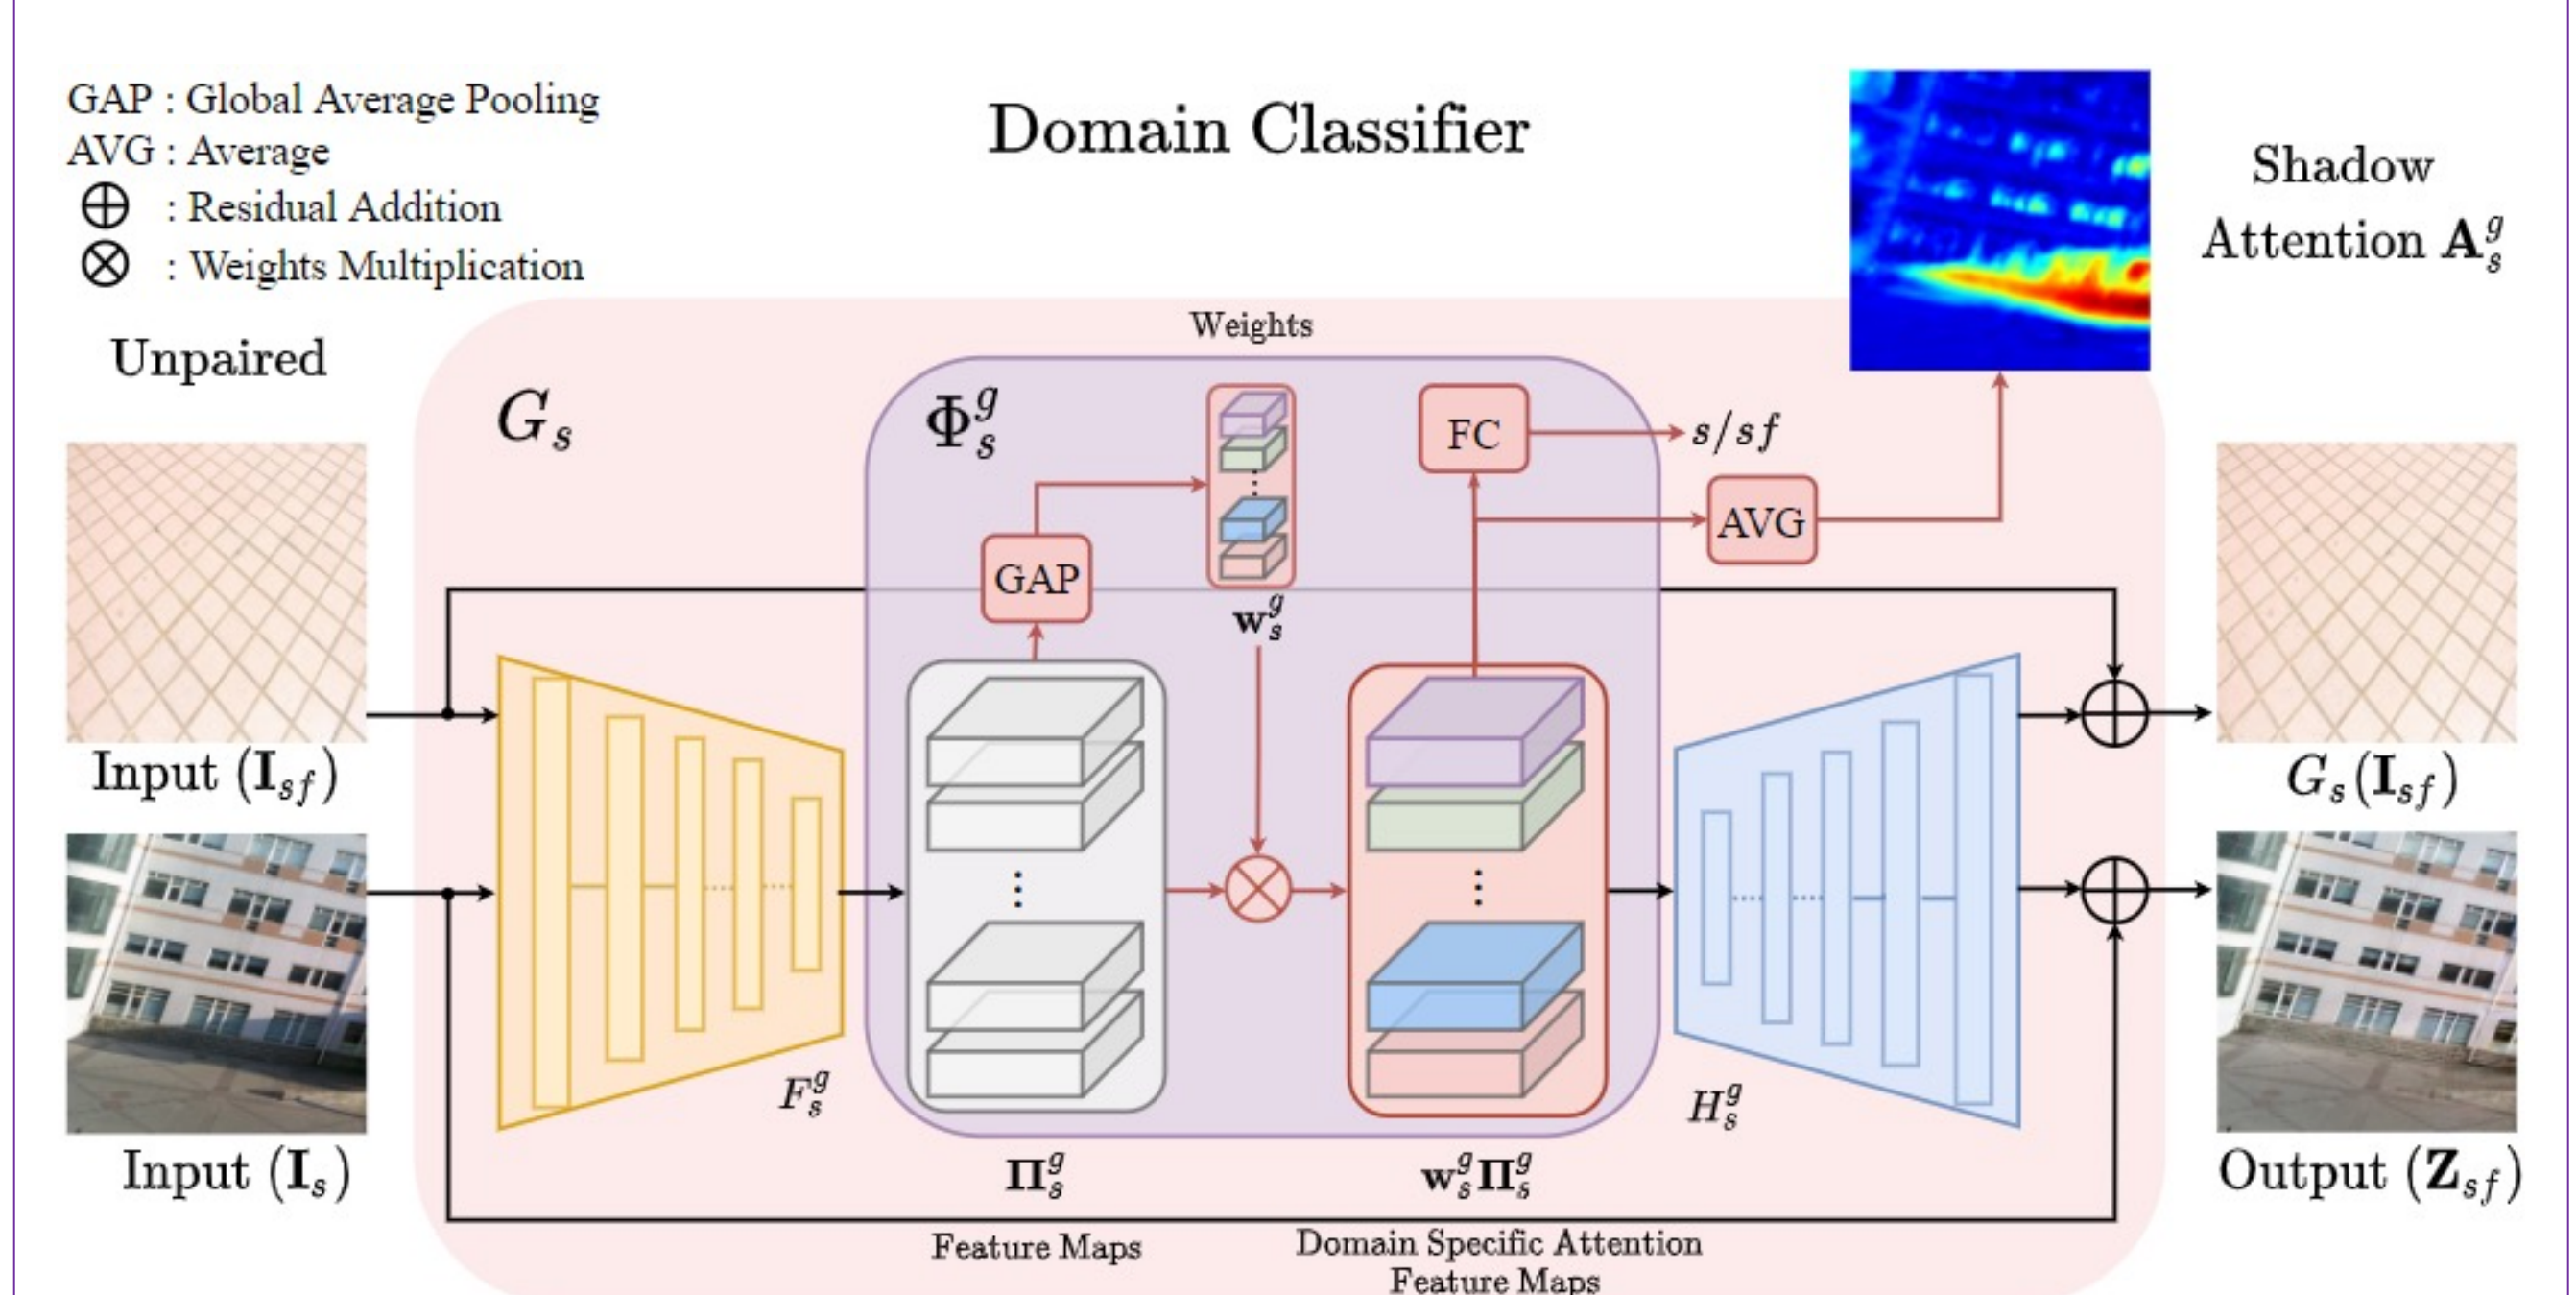 GAP : Global Average Pooling
AVG : Average
⊕ : Residual Addition
⊗ : Weights Multiplication
Domain Classifier
Shadow
Attention A_s^g
Unpaired
Weights
G_s
Φ_s^g
FC
s/sf
AVG
GAP
w_s^g
Input (I_sf)
G_s(I_sf)
F_s^g
H_s^g
Input (I_s)
Π_s^g
w_s^g Π_s^g
Output (Z_sf)
Feature Maps
Domain Specific Attention
Feature Maps